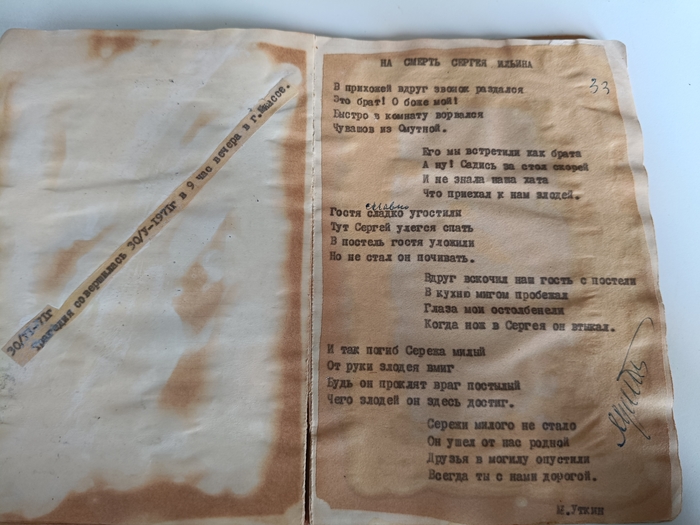 30/VI-71Г
Трагедия совершилась 30/У-1971г в 9 час вечера в г.
НА СМЕРТЬ СЕРГЕЯ ИЛЬИНА
33
В прихожей вдруг звонок раздался
Это брат! О боже мой!
Быстро в комнату ворвался
Чувашов из Омутной.
Его мы встретили как брата
А ну! Садись за стол скорей
И не знала наша хата
Что приехал к нам злодей.
славно
Гостя сладко угостили
Тут Сергей улегся спать
В постель гостя уложили
Но не стал он почивать.
Вдруг вскочил наш гость с постели
В кухню мигом пробежал
Глаза мои остолбенели
Когда нож в Сергея он втыкал.
И так погиб Сережа милый
От руки злодея вмиг
Будь он проклят враг постылый
Чего злодей он здесь достиг.
Сережи милого не стало
Он ушел от нас родной
Друзья в могилу опустили
Всегда ты с нами дорогой.
М.Уткин